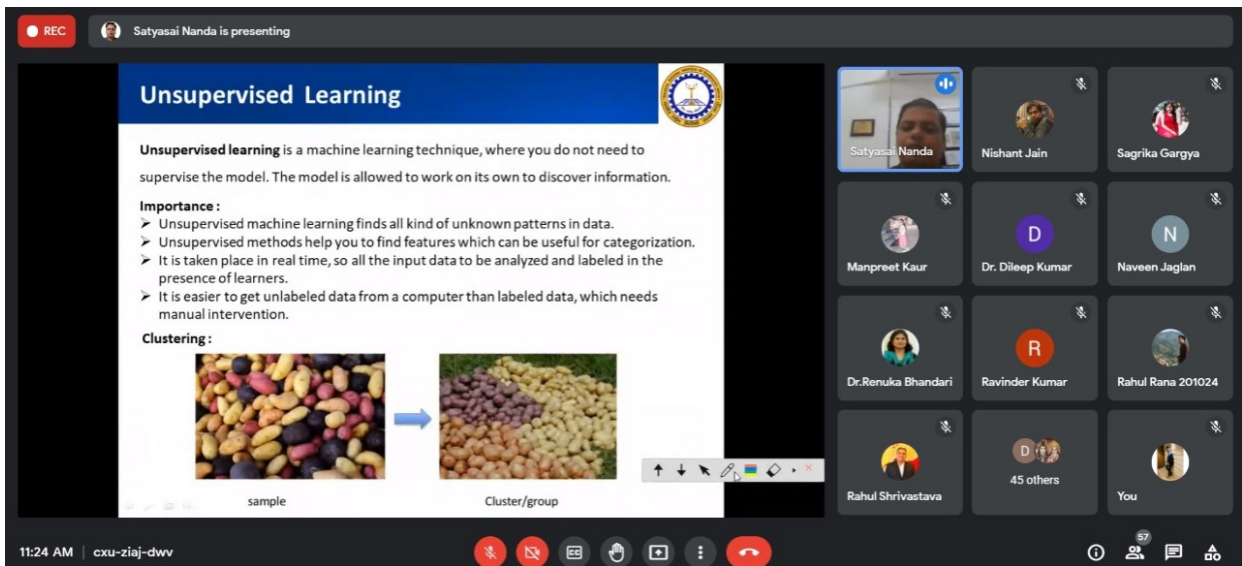 REC
Satyasai Nanda is presenting
Unsupervised Learning
Unsupervised learning is a machine learning technique, where you do not need to
supervise the model. The model is allowed to work on its own to discover information.
Importance :
➢ Unsupervised machine learning finds all kind of unknown patterns in data.
➢ Unsupervised methods help you to find features which can be useful for categorization.
➢ It is taken place in real time, so all the input data to be analyzed and labeled in the
presence of learners.
➢ It is easier to get unlabeled data from a computer than labeled data, which needs
manual intervention.
Clustering :
sample
Cluster/group
Satyasai Nanda
Nishant Jain
Sagrika Gargya
Manpreet Kaur
D
Dr. Dileep Kumar
N
Naveen Jaglan
Dr.Renuka Bhandari
R
Ravinder Kumar
Rahul Rana 201024
Rahul Shrivastava
D
45 others
You
11:24 AM | cxu-ziaj-dwv
CC
57